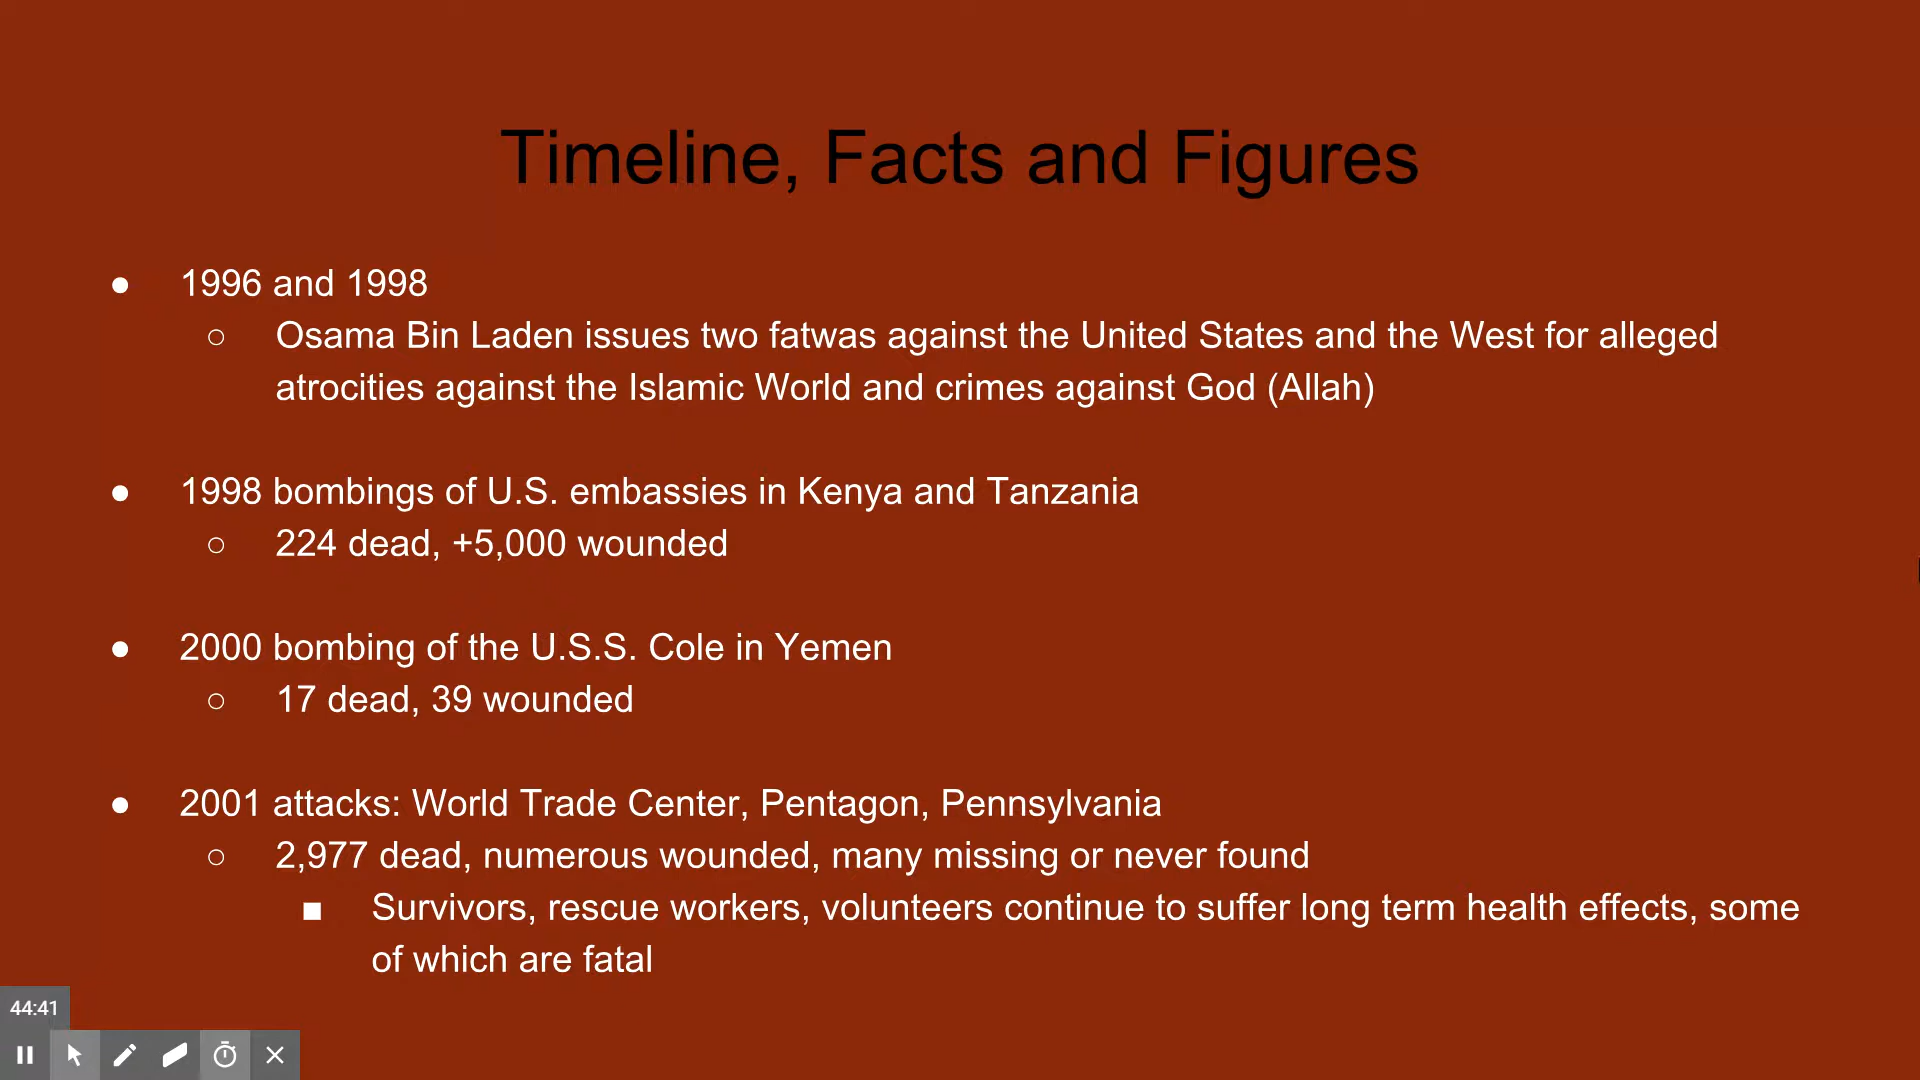 Timeline, Facts and Figures
● 1996 and 1998
○ Osama Bin Laden issues two fatwas against the United States and the West for alleged
atrocities against the Islamic World and crimes against God (Allah)
● 1998 bombings of U.S. embassies in Kenya and Tanzania
○ 224 dead, +5,000 wounded
● 2000 bombing of the U.S.S. Cole in Yemen
○ 17 dead, 39 wounded
● 2001 attacks: World Trade Center, Pentagon, Pennsylvania
○ 2,977 dead, numerous wounded, many missing or never found
■ Survivors, rescue workers, volunteers continue to suffer long term health effects, some
of which are fatal
44:41